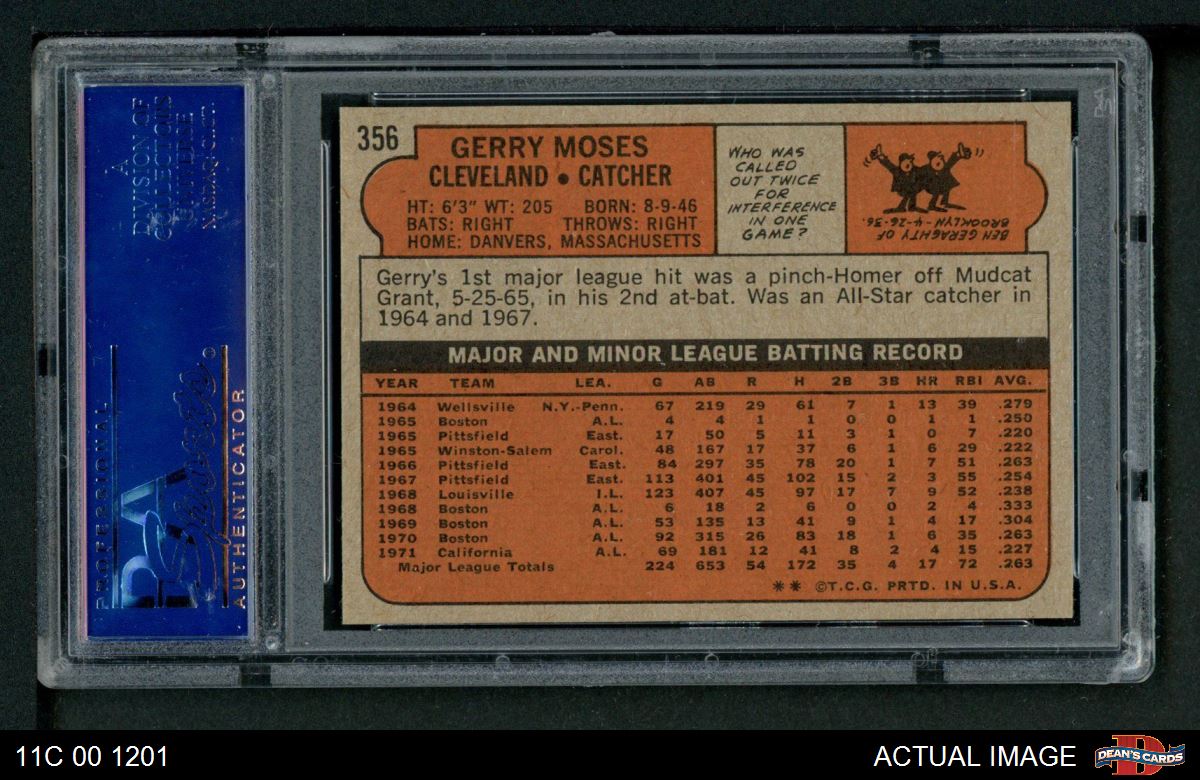 356
GERRY MOSES
CLEVELAND • CATCHER
HT: 6'3" WT: 205 BORN: 8-9-46
BATS: RIGHT THROWS: RIGHT
HOME: DANVERS, MASSACHUSETTS
WHO WAS
CALLED
OUT TWICE
FOR
INTERFERENCE
IN ONE
GAME?
BEN GERAGHTY OF
BROOKLYN-4-26-36.
Gerry's 1st major league hit was a pinch-Homer off Mudcat
Grant, 5-25-65, in his 2nd at-bat. Was an All-Star catcher in
1964 and 1967.
MAJOR AND MINOR LEAGUE BATTING RECORD
YEAR TEAM LEA. G AB R H 2B 3B HR RBI AVG.
1964 Wellsville N.Y.-Penn. 67 219 29 61 7 1 13 39 .279
1965 Boston A.L. 4 4 1 1 0 0 1 1 .250
1965 Pittsfield East. 17 50 5 11 3 1 0 7 .220
1965 Winston-Salem Carol. 48 167 17 37 6 1 6 29 .222
1966 Pittsfield East. 84 297 35 78 20 1 7 51 .263
1967 Pittsfield East. 113 401 45 102 15 2 3 55 .254
1968 Louisville I.L. 123 407 45 97 17 7 9 52 .238
1968 Boston A.L. 6 18 2 6 0 0 2 4 .333
1969 Boston A.L. 53 135 13 41 9 1 4 17 .304
1970 Boston A.L. 92 315 26 83 18 1 6 35 .263
1971 California A.L. 69 181 12 41 8 2 4 15 .227
Major League Totals 224 653 54 172 35 4 17 72 .263
** ©T.C.G. PRTD. IN U.S.A.
A
DIVISION OF
COLLECTORS
UNIVERSE
NASDAQ: CLCT.
PSA
PROFESSIONAL
Sports
AUTHENTICATOR
11C 00 1201
ACTUAL IMAGE
DEAN'S CARDS